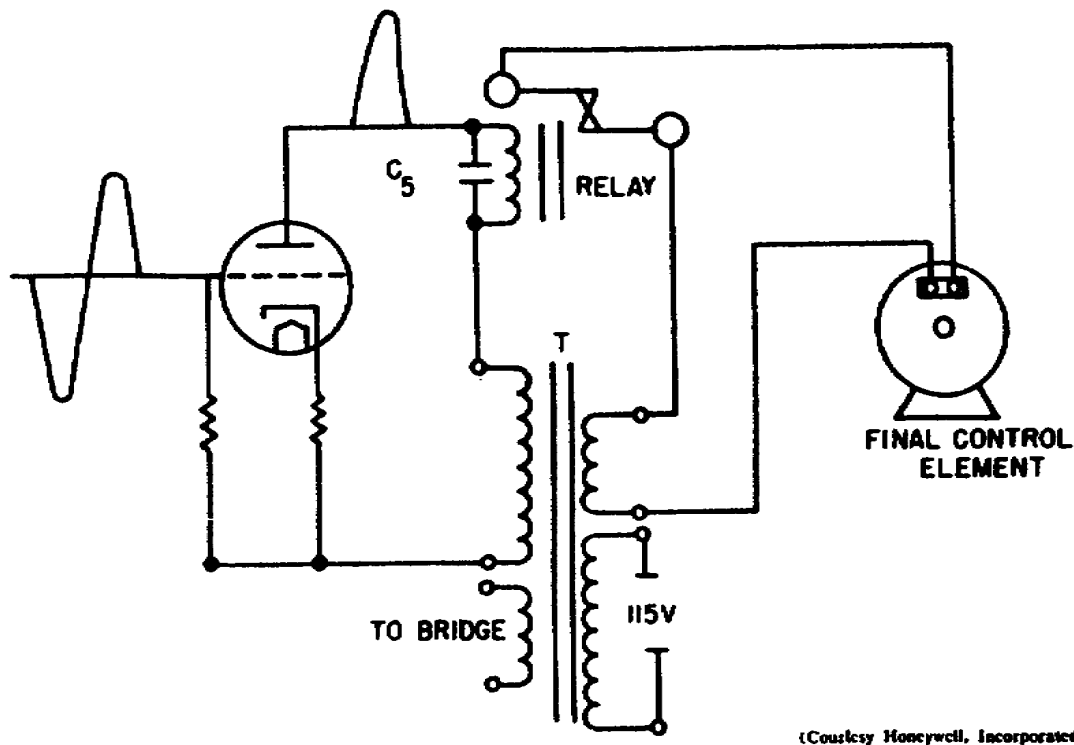 C5
RELAY
T
FINAL CONTROL
ELEMENT
TO BRIDGE
115V
(Courtesy Honeywell, Incorporated